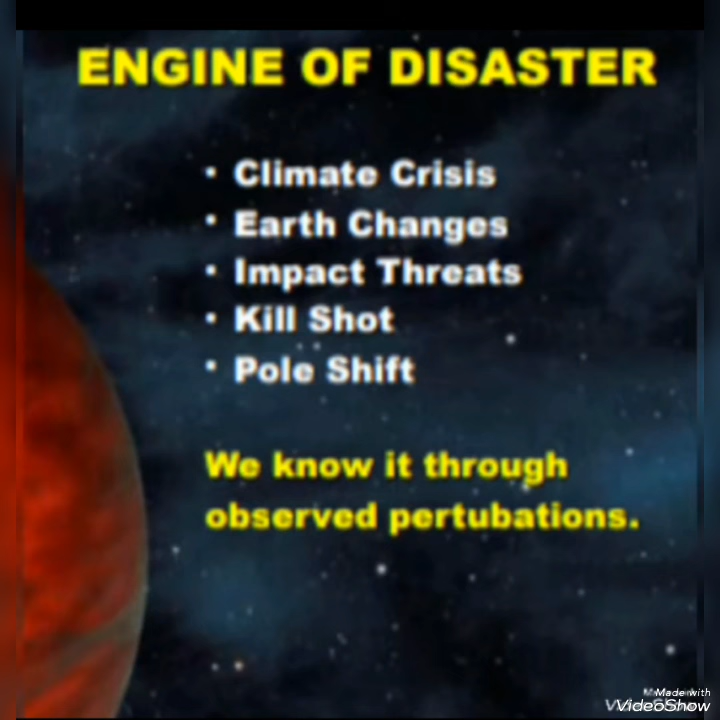 ENGINE OF DISASTER
• Climate Crisis
• Earth Changes
• Impact Threats
• Kill Shot
• Pole Shift
We know it through
observed pertubations.
Made with
VideoShow